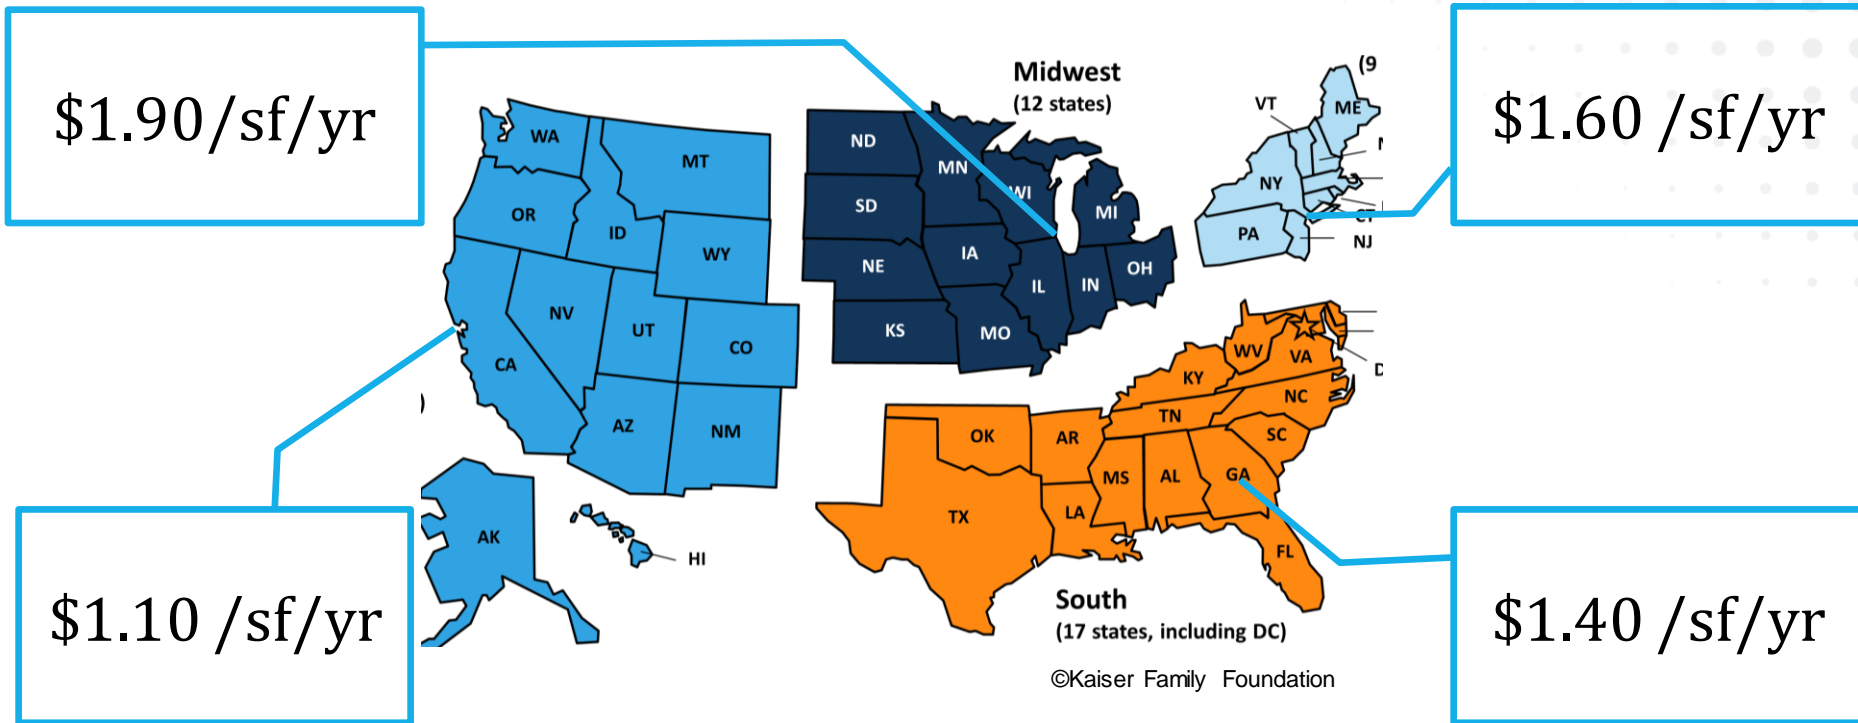 $1.90/sf/yr
$1.60 /sf/yr
$1.10 /sf/yr
$1.40 /sf/yr
Midwest
(12 states)
(9
VT
ME
WA
MT
ND
MN
OR
ID
SD
WI
MI
NY
CT
WY
NE
IA
PA
NJ
NV
UT
CO
IL
IN
OH
CA
KS
MO
WV
VA
KY
D
)
AZ
NM
OK
AR
TN
NC
SC
MS
AL
GA
TX
LA
AK
HI
FL
South
(17 states, including DC)
©Kaiser Family Foundation